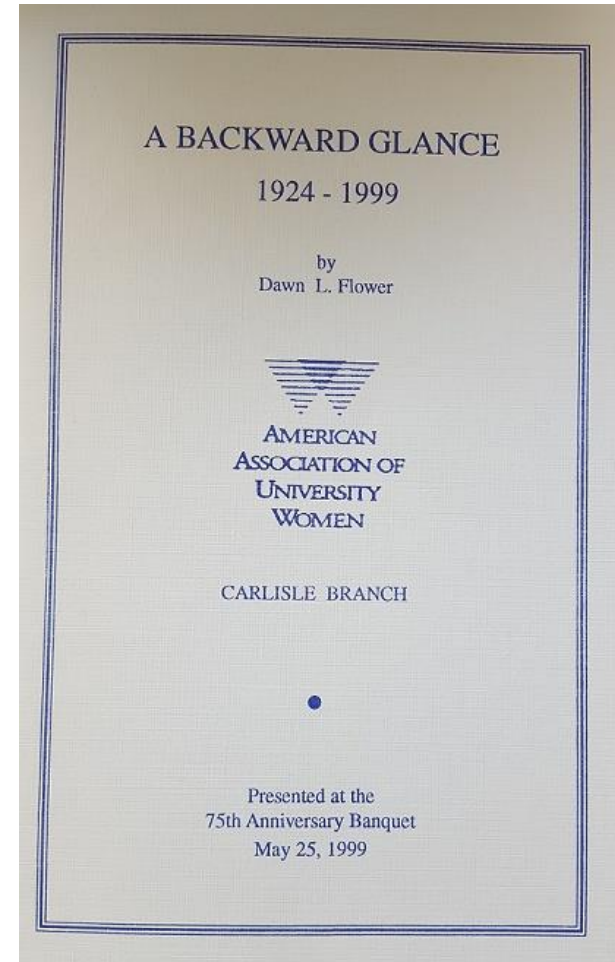 A BACKWARD GLANCE
1924 - 1999
by
Dawn L. Flower
AMERICAN
ASSOCIATION OF
UNIVERSITY
WOMEN
CARLISLE BRANCH
Presented at the
75th Anniversary Banquet
May 25, 1999